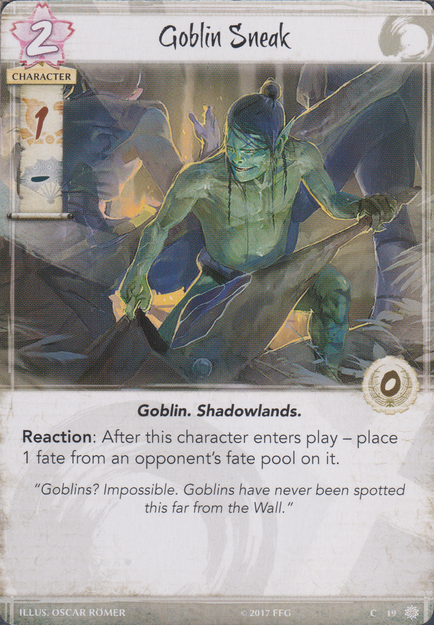 2
Goblin Sneak
CHARACTER
1
-
0
Goblin. Shadowlands.
Reaction: After this character enters play – place
1 fate from an opponent's fate pool on it.
"Goblins? Impossible. Goblins have never been spotted
this far from the Wall."
ILLUS. OSCAR RÖMER © 2017 FFG C 19